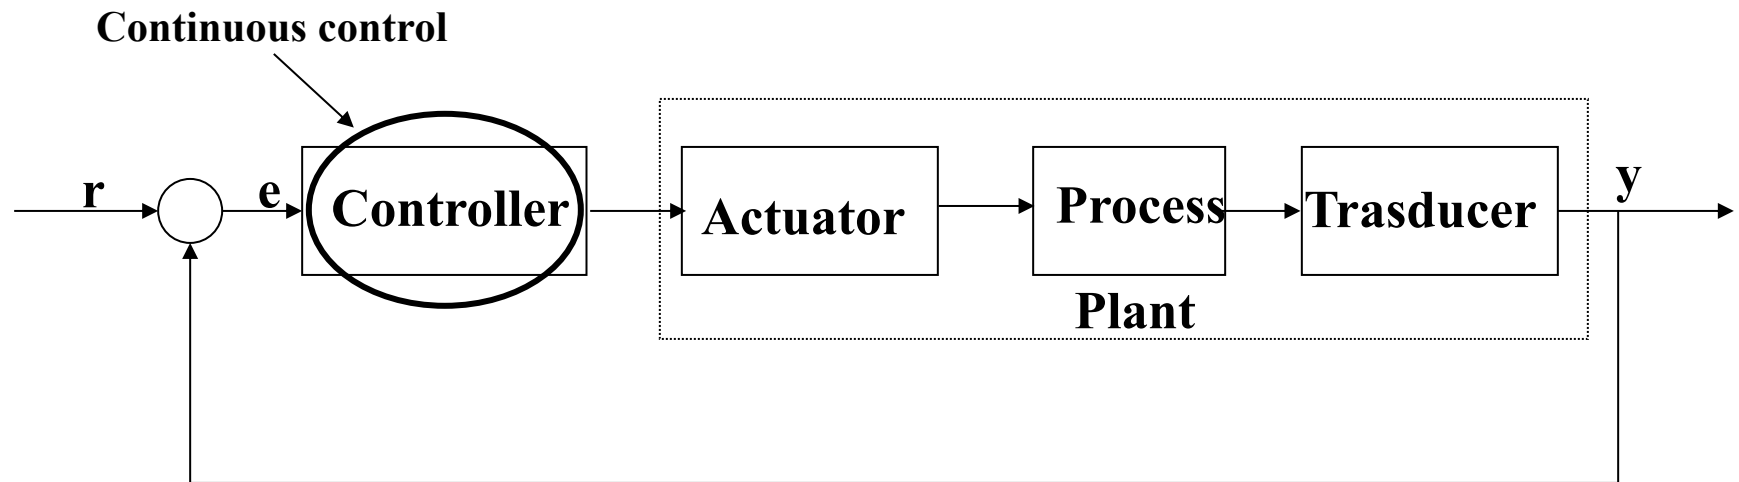 Continuous control
r
e
Controller
Actuator
Process
Trasducer
y
Plant